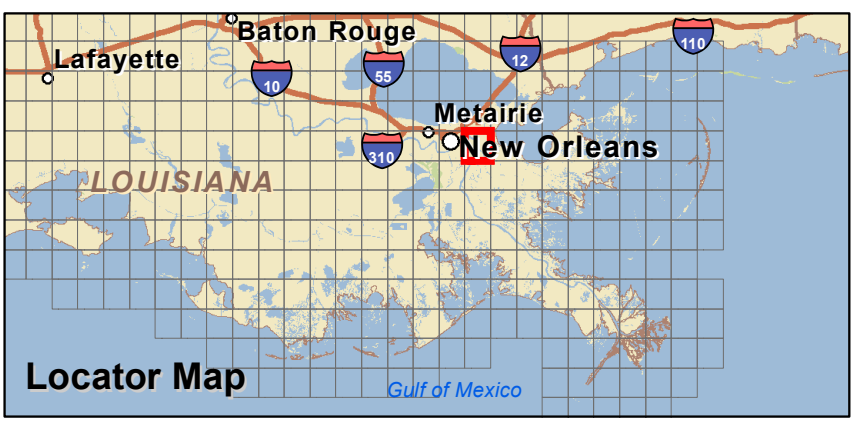 Baton Rouge
Lafayette
110
12
55
10
Metairie
New Orleans
310
LOUISIANA
Locator Map
Gulf of Mexico